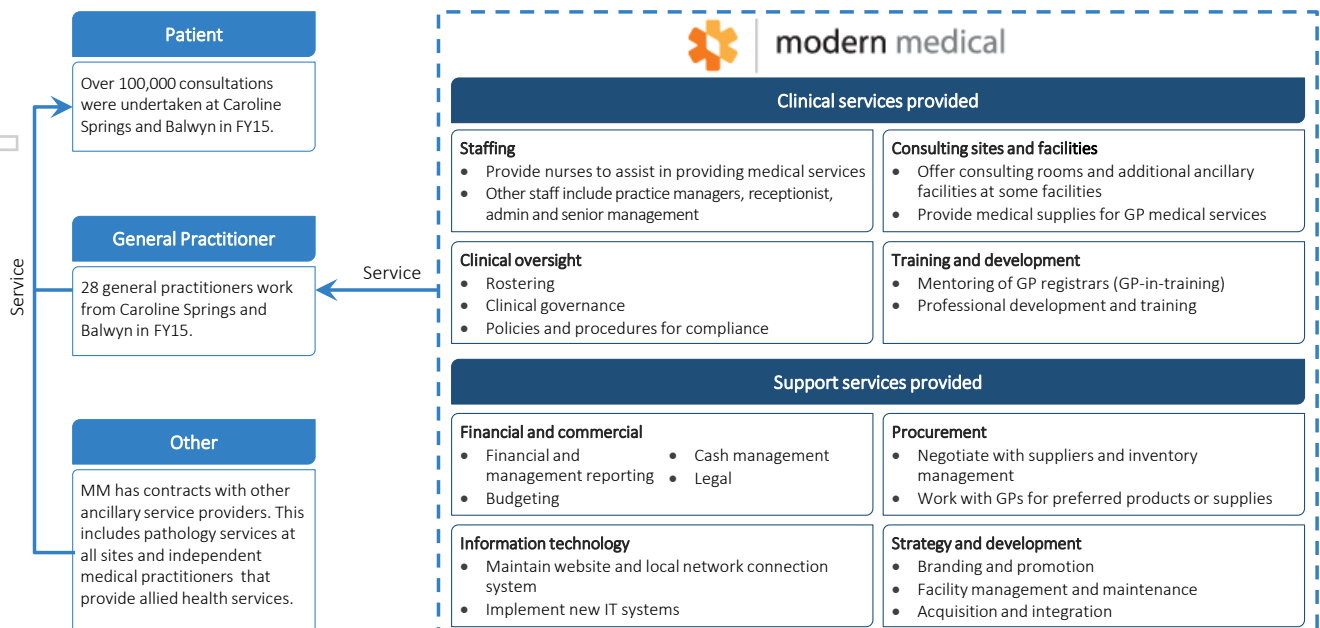 Patient
Over 100,000 consultations
were undertaken at Caroline
Springs and Balwyn in FY15.
General Practitioner
28 general practitioners work
from Caroline Springs and
Balwyn in FY15.
Other
MM has contracts with other
ancillary service providers. This
includes pathology services at
all sites and independent
medical practitioners that
provide allied health services.
Service
Service
modern medical
Clinical services provided
Staffing
• Provide nurses to assist in providing medical services
• Other staff include practice managers, receptionist,
admin and senior management
Consulting sites and facilities
• Offer consulting rooms and additional ancillary
facilities at some facilities
• Provide medical supplies for GP medical services
Clinical oversight
• Rostering
• Clinical governance
• Policies and procedures for compliance
Training and development
• Mentoring of GP registrars (GP-in-training)
• Professional development and training
Support services provided
Financial and commercial
• Financial and
management reporting
• Budgeting
• Cash management
• Legal
Procurement
• Negotiate with suppliers and inventory
management
• Work with GPs for preferred products or supplies
Information technology
• Maintain website and local network connection
system
• Implement new IT systems
Strategy and development
• Branding and promotion
• Facility management and maintenance
• Acquisition and integration